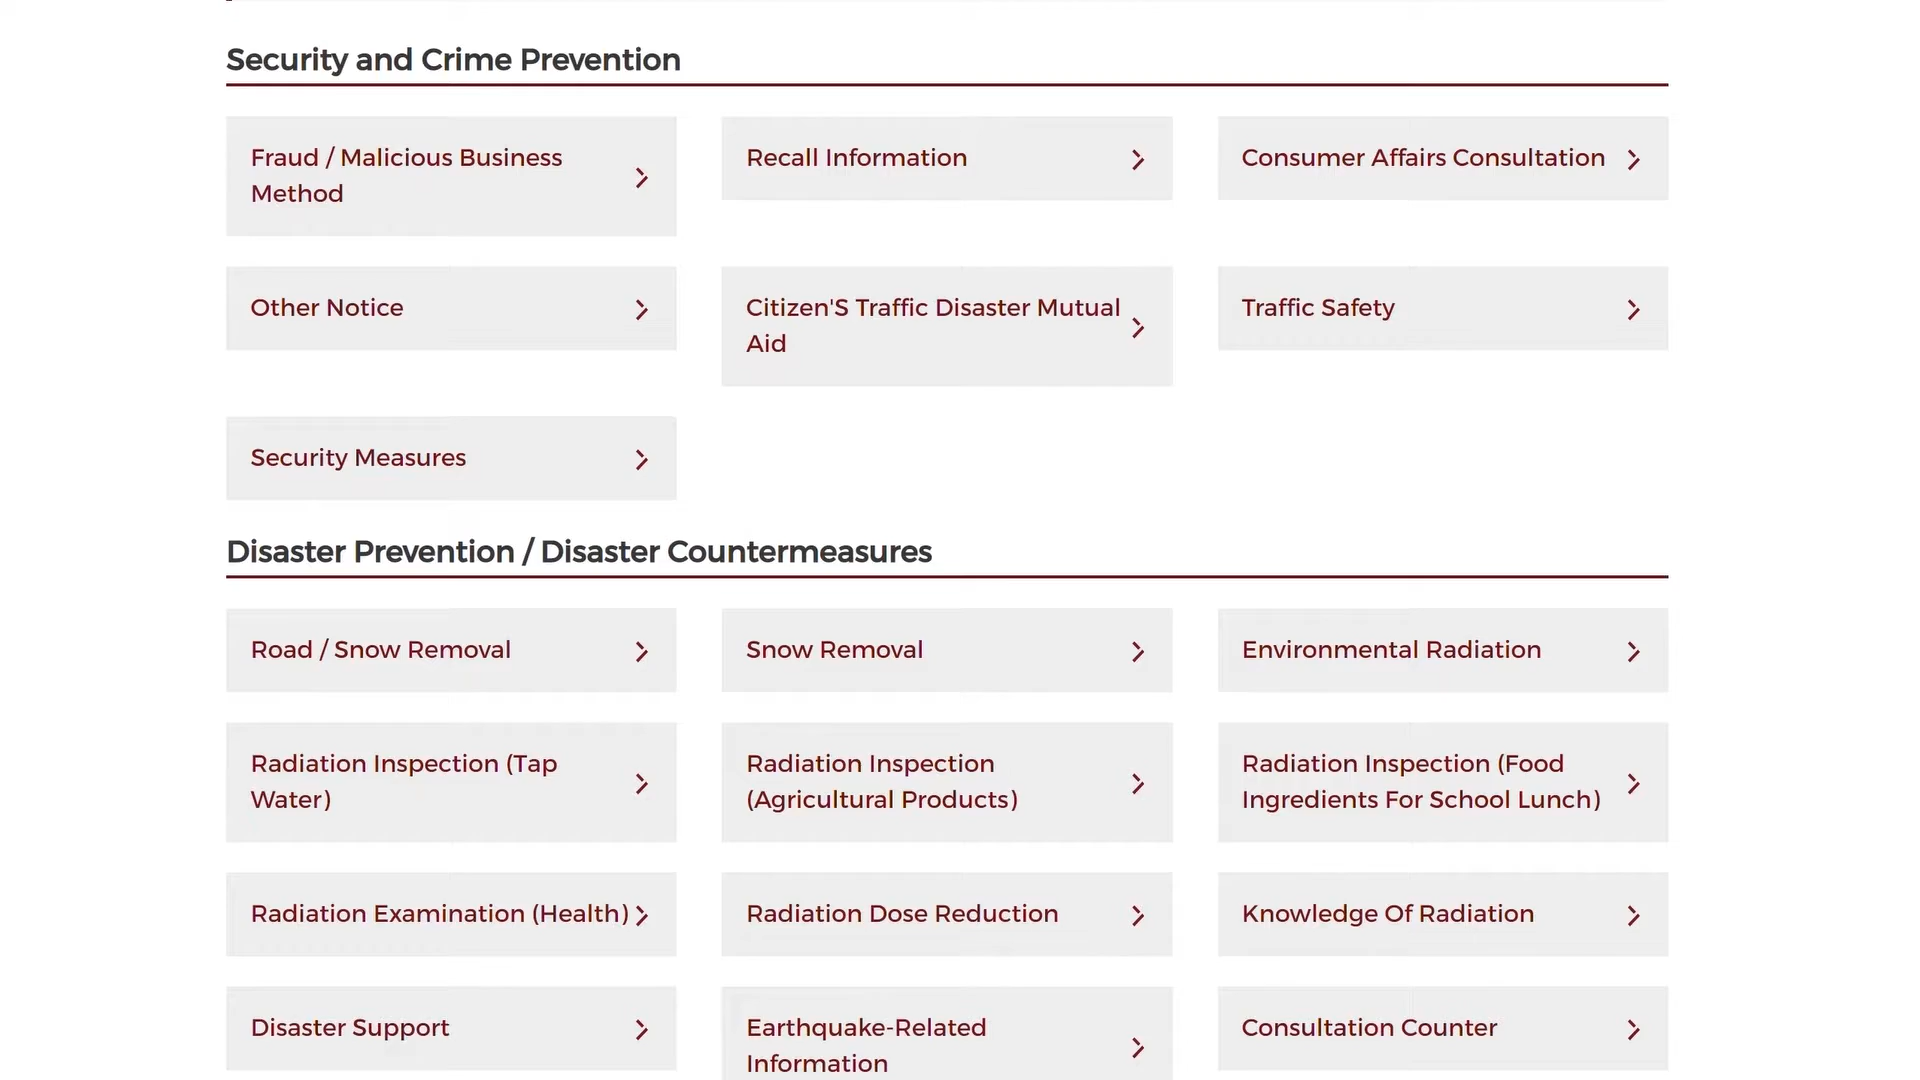 Security and Crime Prevention
Fraud / Malicious Business
Method
Recall Information
Consumer Affairs Consultation
Other Notice
Citizen'S Traffic Disaster Mutual
Aid
Traffic Safety
Security Measures
Disaster Prevention / Disaster Countermeasures
Road / Snow Removal
Snow Removal
Environmental Radiation
Radiation Inspection (Tap
Water)
Radiation Inspection
(Agricultural Products)
Radiation Inspection (Food
Ingredients For School Lunch)
Radiation Examination (Health)
Radiation Dose Reduction
Knowledge Of Radiation
Disaster Support
Earthquake-Related
Information
Consultation Counter